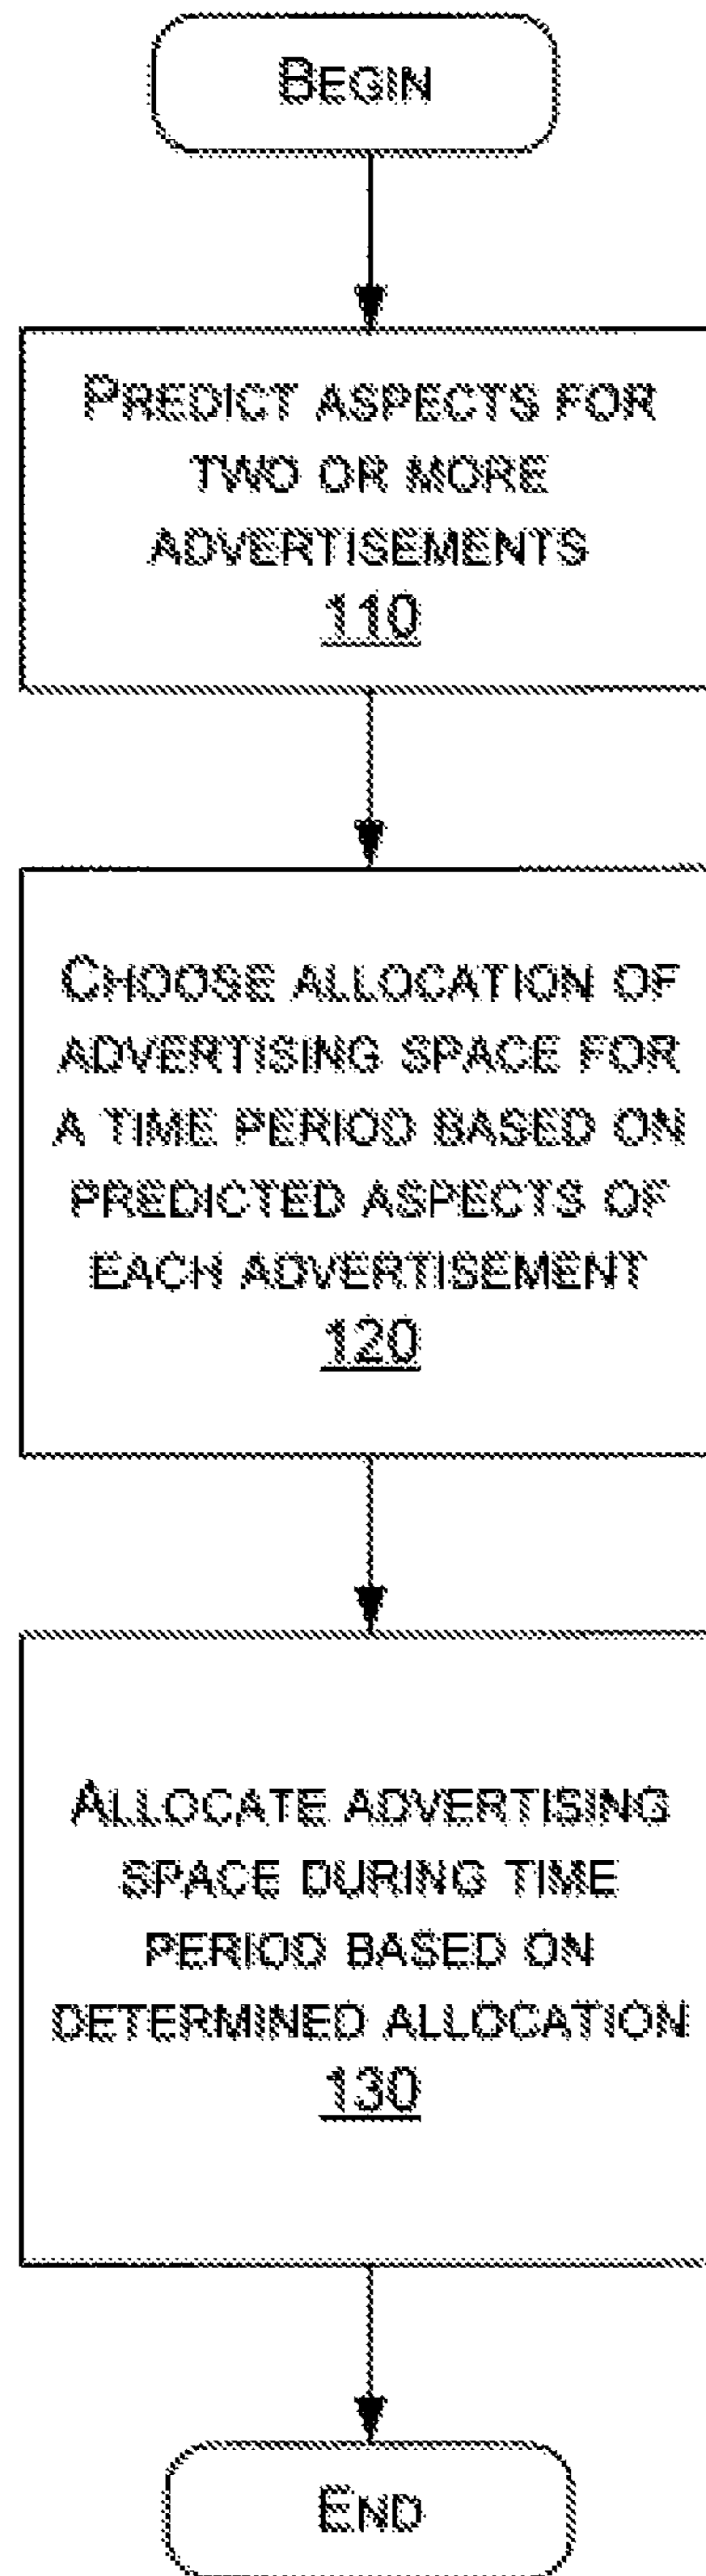 BEGIN
PREDICT ASPECTS FOR
TWO OR MORE
ADVERTISEMENTS
110
CHOOSE ALLOCATION OF
ADVERTISING SPACE FOR
A TIME PERIOD BASED ON
PREDICTED ASPECTS OF
EACH ADVERTISEMENT
120
ALLOCATE ADVERTISING
SPACE DURING TIME
PERIOD BASED ON
DETERMINED ALLOCATION
130
END